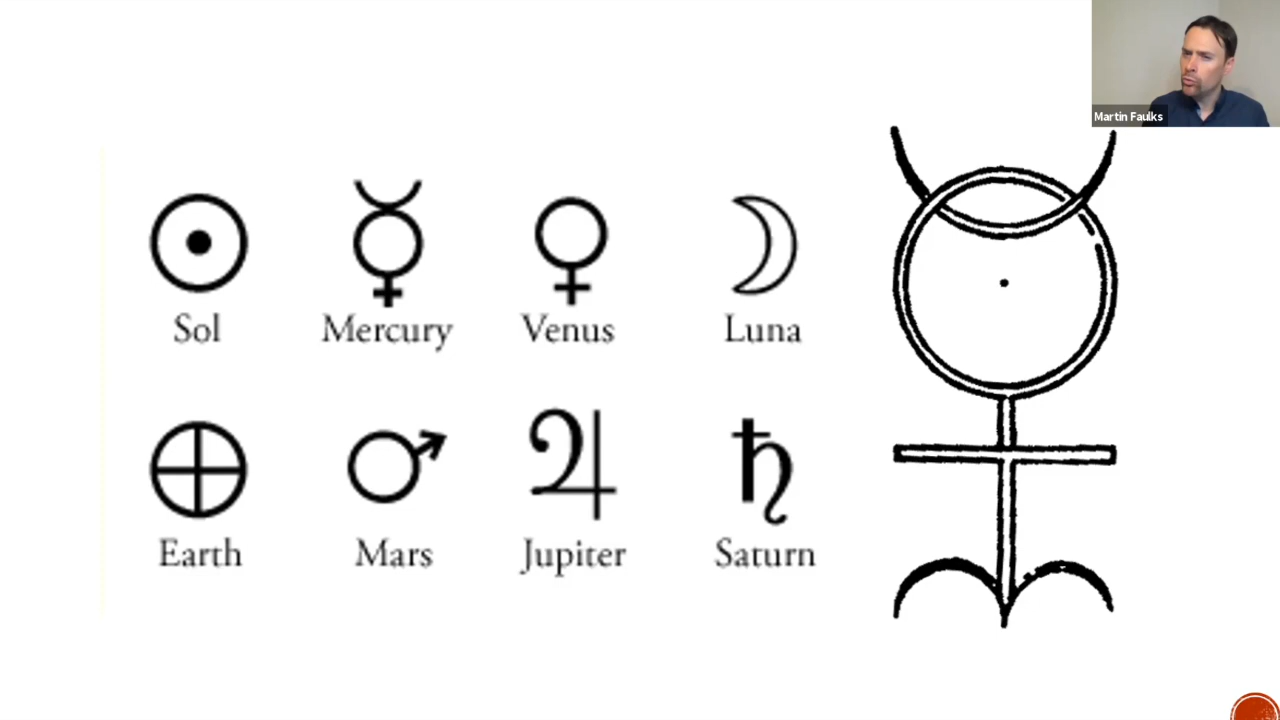 Martin Faulks
Sol
Mercury
Venus
Luna
Earth
Mars
Jupiter
Saturn